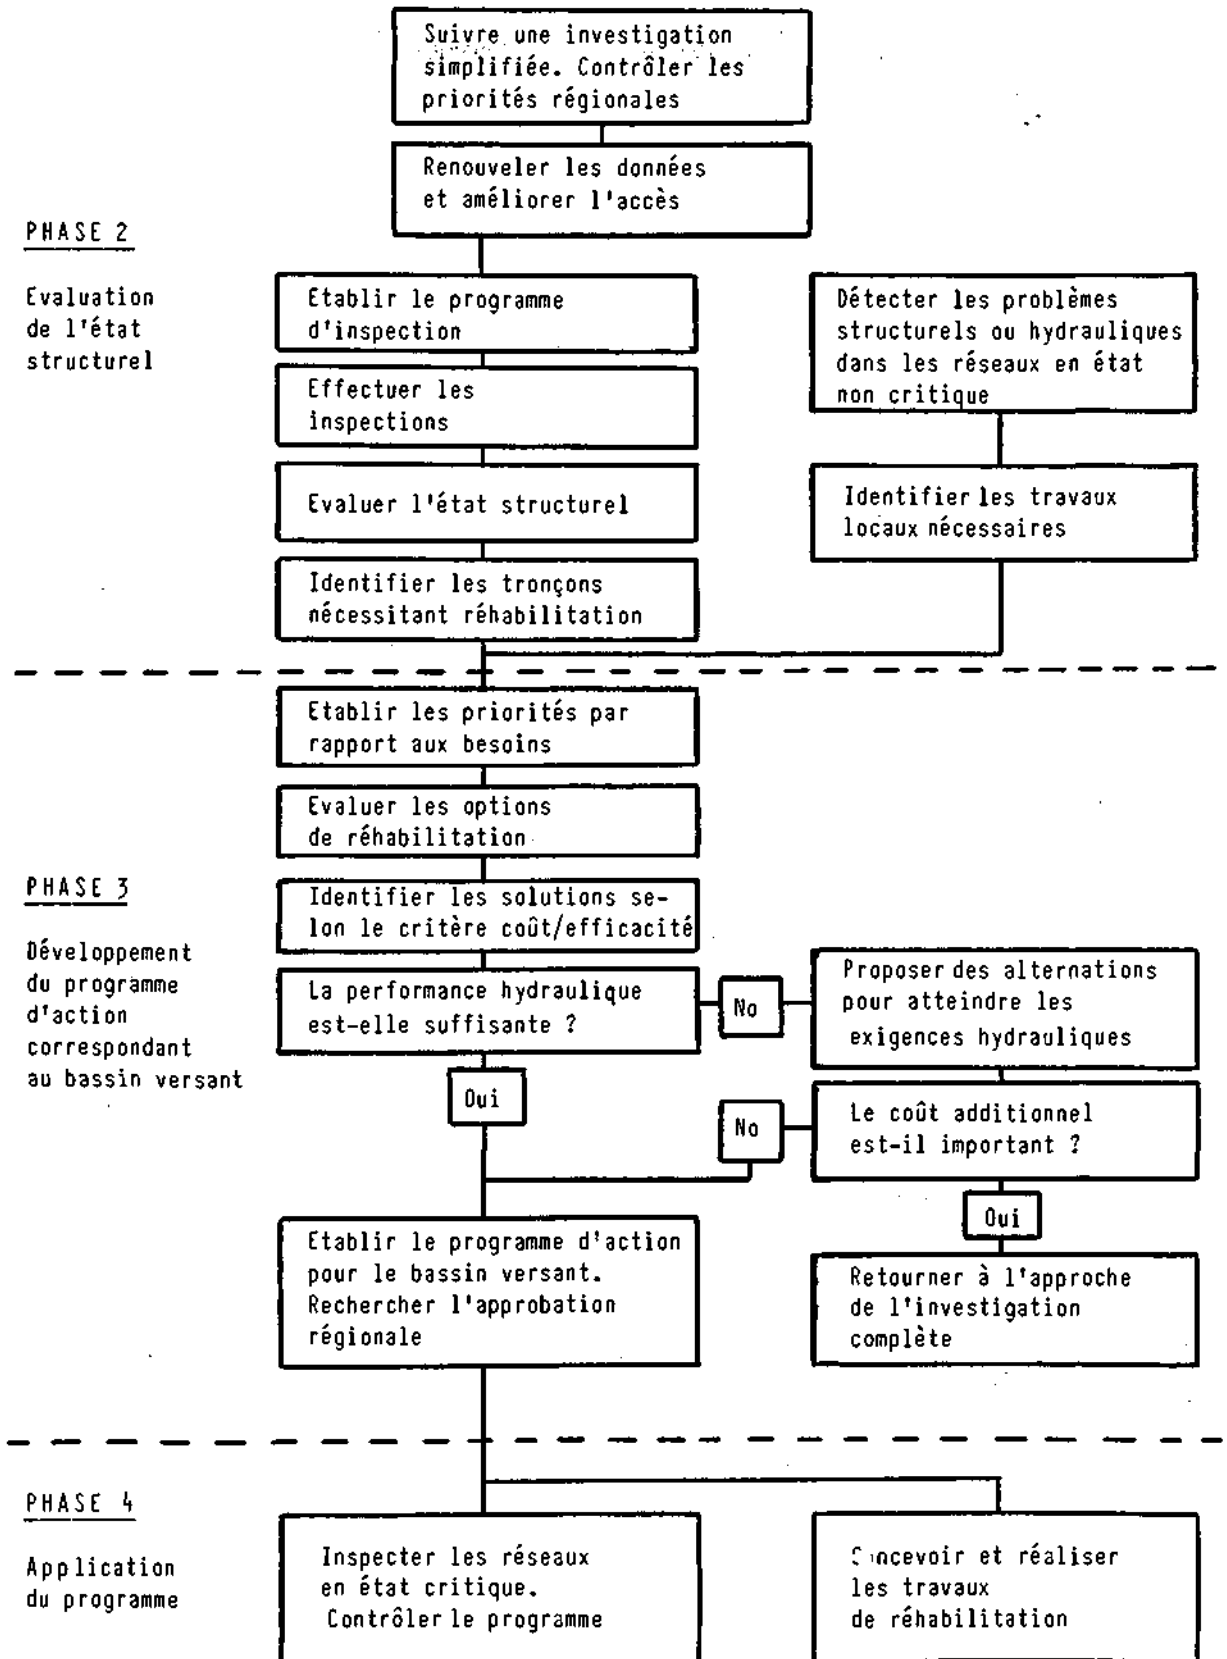 Suivre une investigation
simplifiée. Contrôler les
priorités régionales
Renouveler les données
et améliorer l'accès
PHASE 2
Evaluation
de l'état
structurel
Etablir le programme
d'inspection
Effectuer les
inspections
Evaluer l'état structurel
Identifier les tronçons
nécessitant réhabilitation
Détecter les problèmes
structurels ou hydrauliques
dans les réseaux en état
non critique
Identifier les travaux
locaux nécessaires
PHASE 3
Développement
du programme
d'action
correspondant
au bassin versant
Etablir les priorités par
rapport aux besoins
Evaluer les options
de réhabilitation
Identifier les solutions se-
lon le critère coût/efficacité
La performance hydraulique
est-elle suffisante ?
No
Proposer des alternations
pour atteindre les
exigences hydrauliques
Oui
No
Le coût additionnel
est-il important ?
Oui
Etablir le programme d'action
pour le bassin versant.
Rechercher l'approbation
régionale
Retourner à l'approche
de l'investigation
complète
PHASE 4
Application
du programme
Inspecter les réseaux
en état critique.
Contrôler le programme
Concevoir et réaliser
les travaux
de réhabilitation